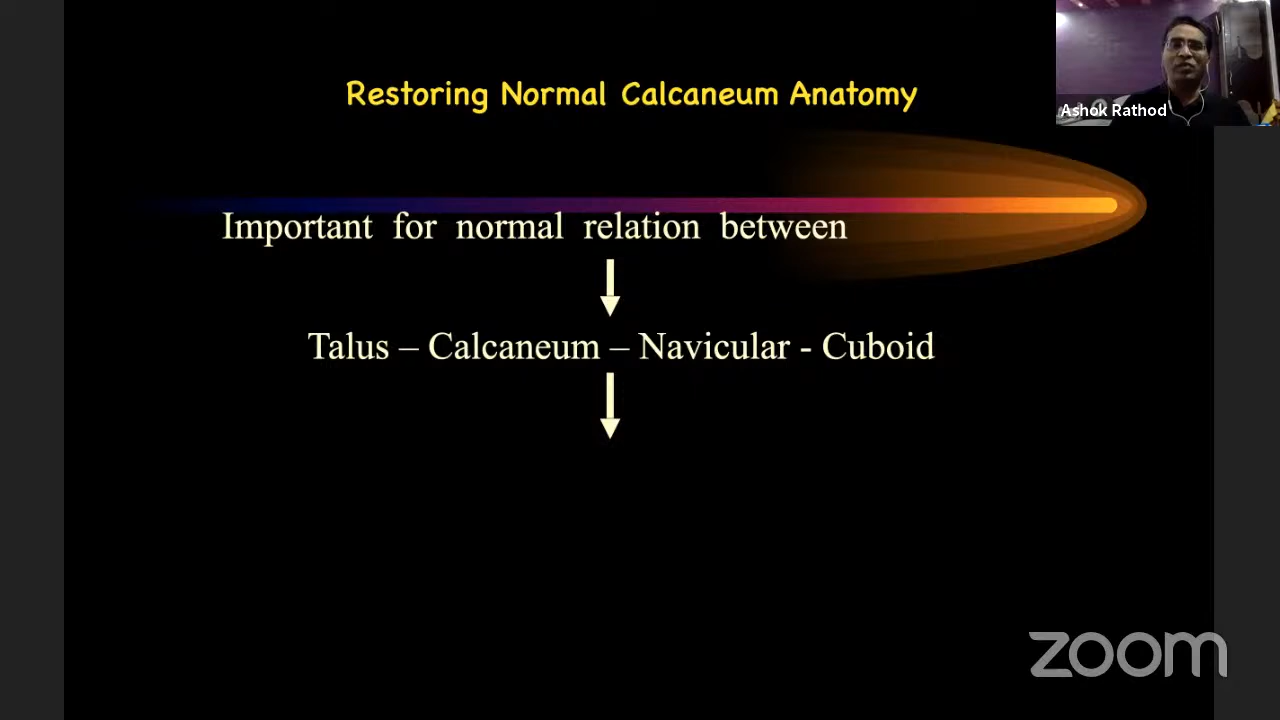 Restoring Normal Calcaneum Anatomy
Ashok Rathod
Important for normal relation between
Talus – Calcaneum – Navicular - Cuboid
zoom